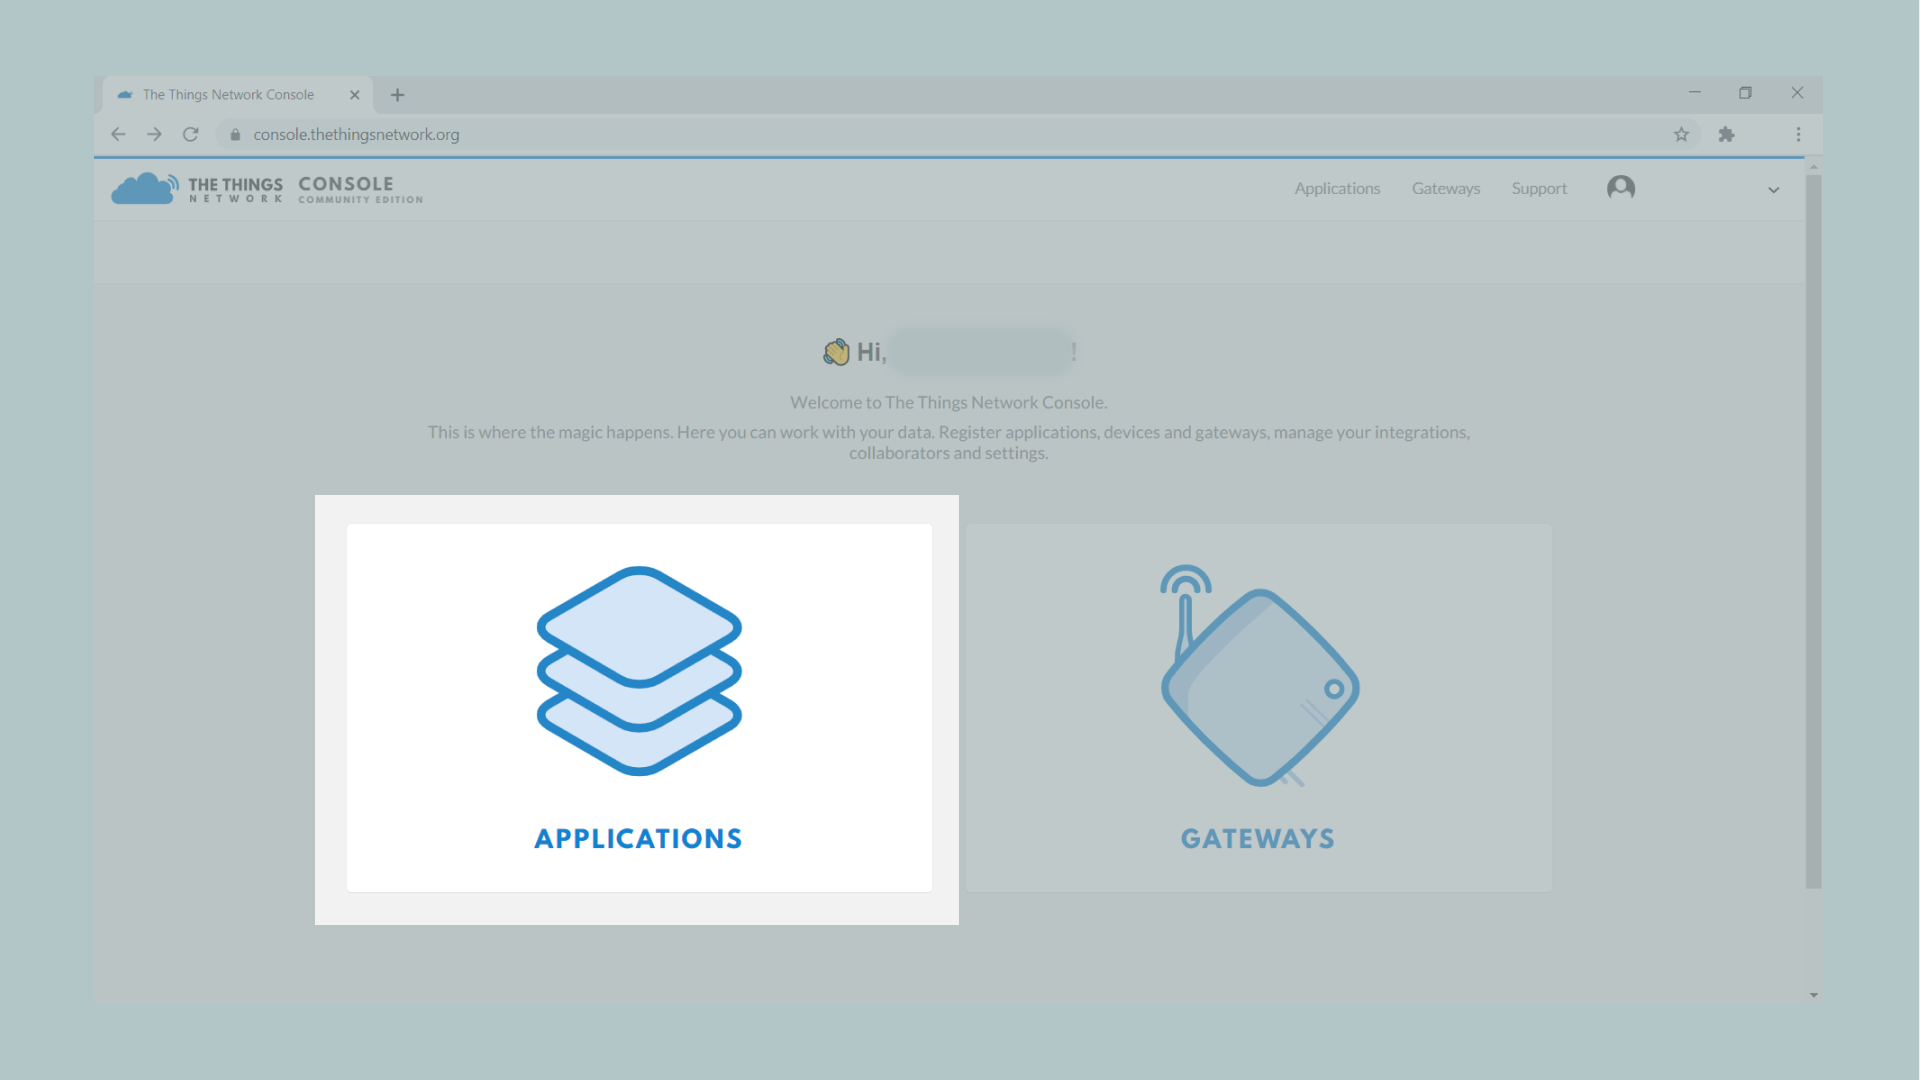 The Things Network Console
console.thethingsnetwork.org
THE THINGS
NETWORK
CONSOLE
COMMUNITY EDITION
Applications
Gateways
Support
Hi, !
Welcome to The Things Network Console.
This is where the magic happens. Here you can work with your data. Register applications, devices and gateways, manage your integrations,
collaborators and settings.
APPLICATIONS
GATEWAYS